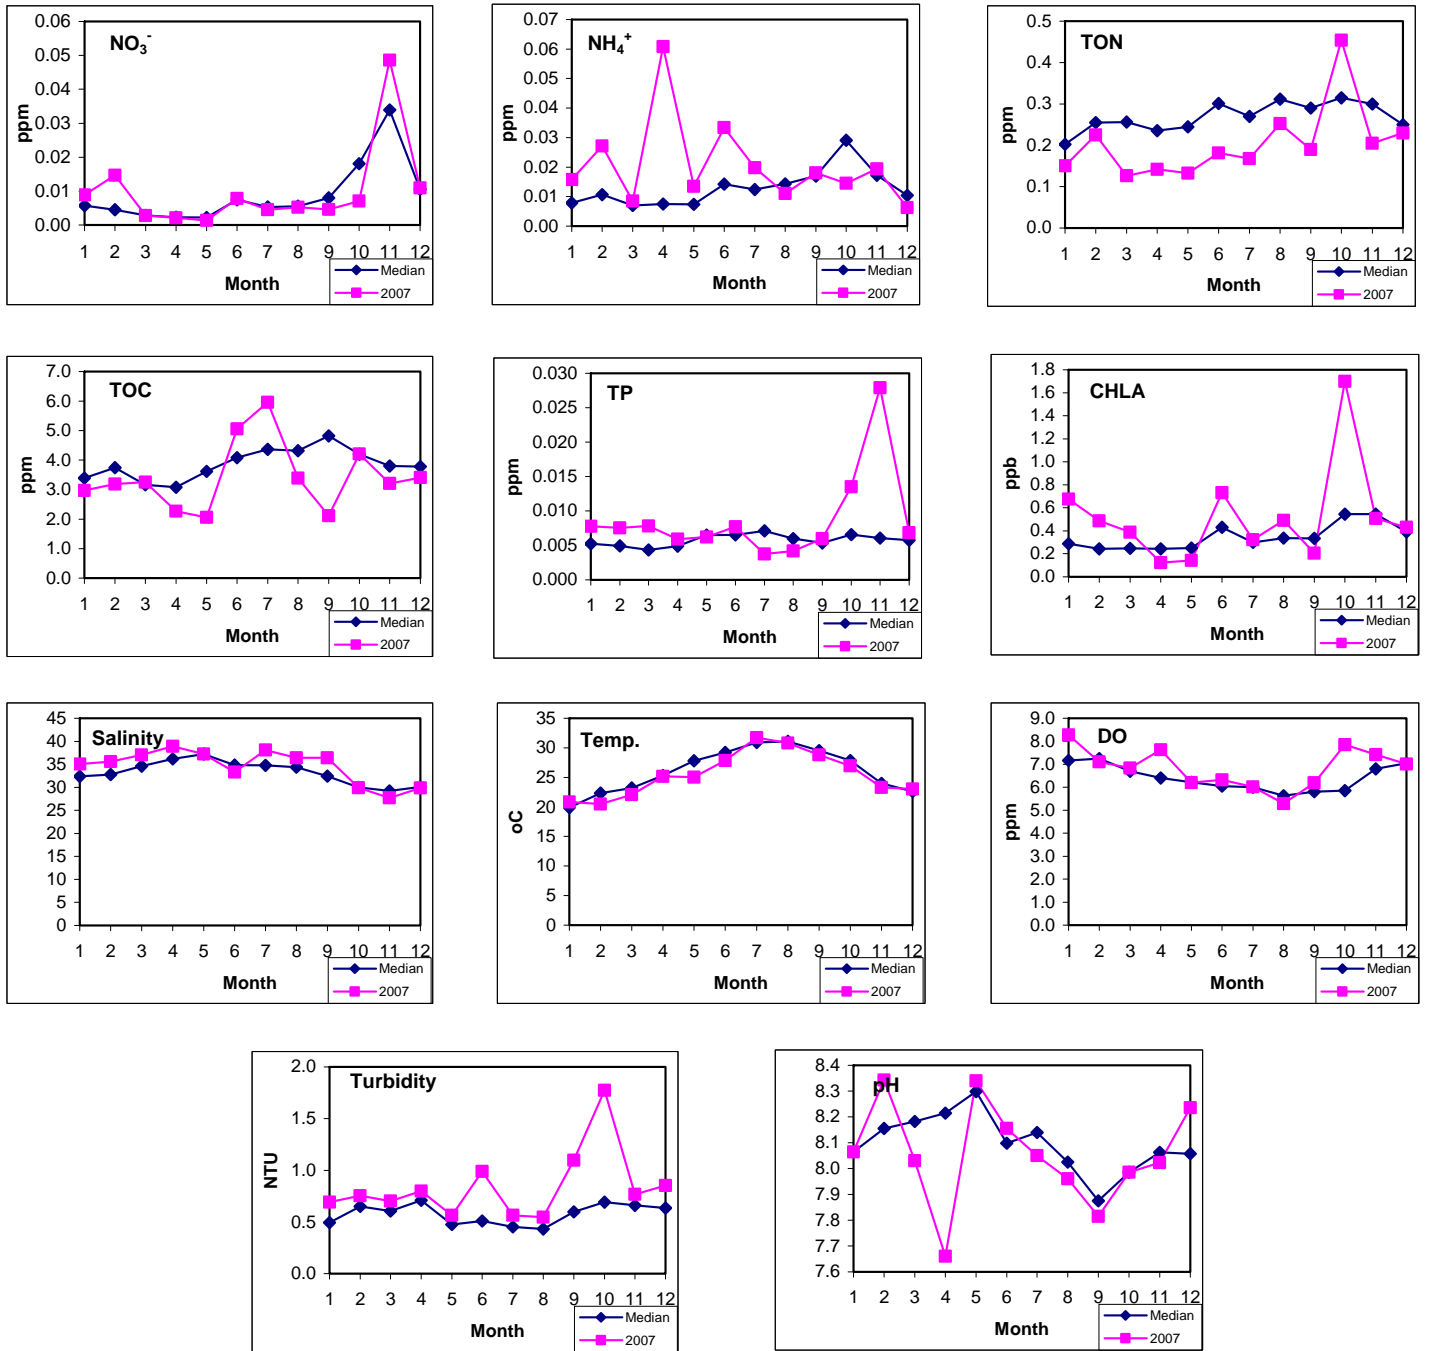 NO3-
0.06
0.05
0.04
0.03
0.02
0.01
0.00
ppm
1 2 3 4 5 6 7 8 9 10 11 12
Month
Median
2007
NH4+
0.07
0.06
0.05
0.04
0.03
0.02
0.01
0.00
ppm
1 2 3 4 5 6 7 8 9 10 11 12
Month
Median
2007
TON
0.5
0.4
0.3
0.2
0.1
0.0
ppm
1 2 3 4 5 6 7 8 9 10 11 12
Month
Median
2007
TOC
7.0
6.0
5.0
4.0
3.0
2.0
1.0
0.0
ppm
1 2 3 4 5 6 7 8 9 10 11 12
Month
Median
2007
TP
0.030
0.025
0.020
0.015
0.010
0.005
0.000
ppm
1 2 3 4 5 6 7 8 9 10 11 12
Month
Median
2007
CHLA
1.8
1.6
1.4
1.2
1.0
0.8
0.6
0.4
0.2
0.0
ppb
1 2 3 4 5 6 7 8 9 10 11 12
Month
Median
2007
Salinity
45
40
35
30
25
20
15
10
5
0
1 2 3 4 5 6 7 8 9 10 11 12
Month
Median
2007
Temp.
35
30
25
20
15
10
5
0
oC
1 2 3 4 5 6 7 8 9 10 11 12
Month
Median
2007
DO
9.0
8.0
7.0
6.0
5.0
4.0
3.0
2.0
1.0
0.0
ppm
1 2 3 4 5 6 7 8 9 10 11 12
Month
Median
2007
Turbidity
2.0
1.5
1.0
0.5
0.0
NTU
1 2 3 4 5 6 7 8 9 10 11 12
Month
Median
2007
pH
8.4
8.3
8.2
8.1
8.0
7.9
7.8
7.7
7.6
1 2 3 4 5 6 7 8 9 10 11 12
Month
Median
2007